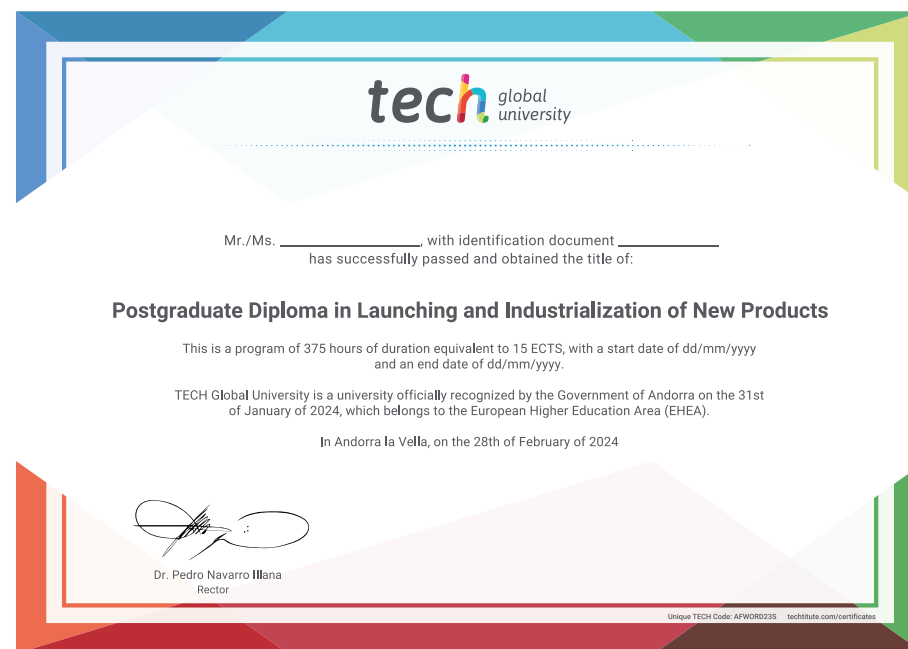 tech global university
Mr./Ms. ____________________, with identification document ______________
has successfully passed and obtained the title of:
Postgraduate Diploma in Launching and Industrialization of New Products
This is a program of 375 hours of duration equivalent to 15 ECTS, with a start date of dd/mm/yyyy
and an end date of dd/mm/yyyy.
TECH Global University is a university officially recognized by the Government of Andorra on the 31st
of January of 2024, which belongs to the European Higher Education Area (EHEA).
In Andorra la Vella, on the 28th of February of 2024
Dr. Pedro Navarro Illana
Rector
Unique TECH Code: AFWORD23S techtitute.com/certificates